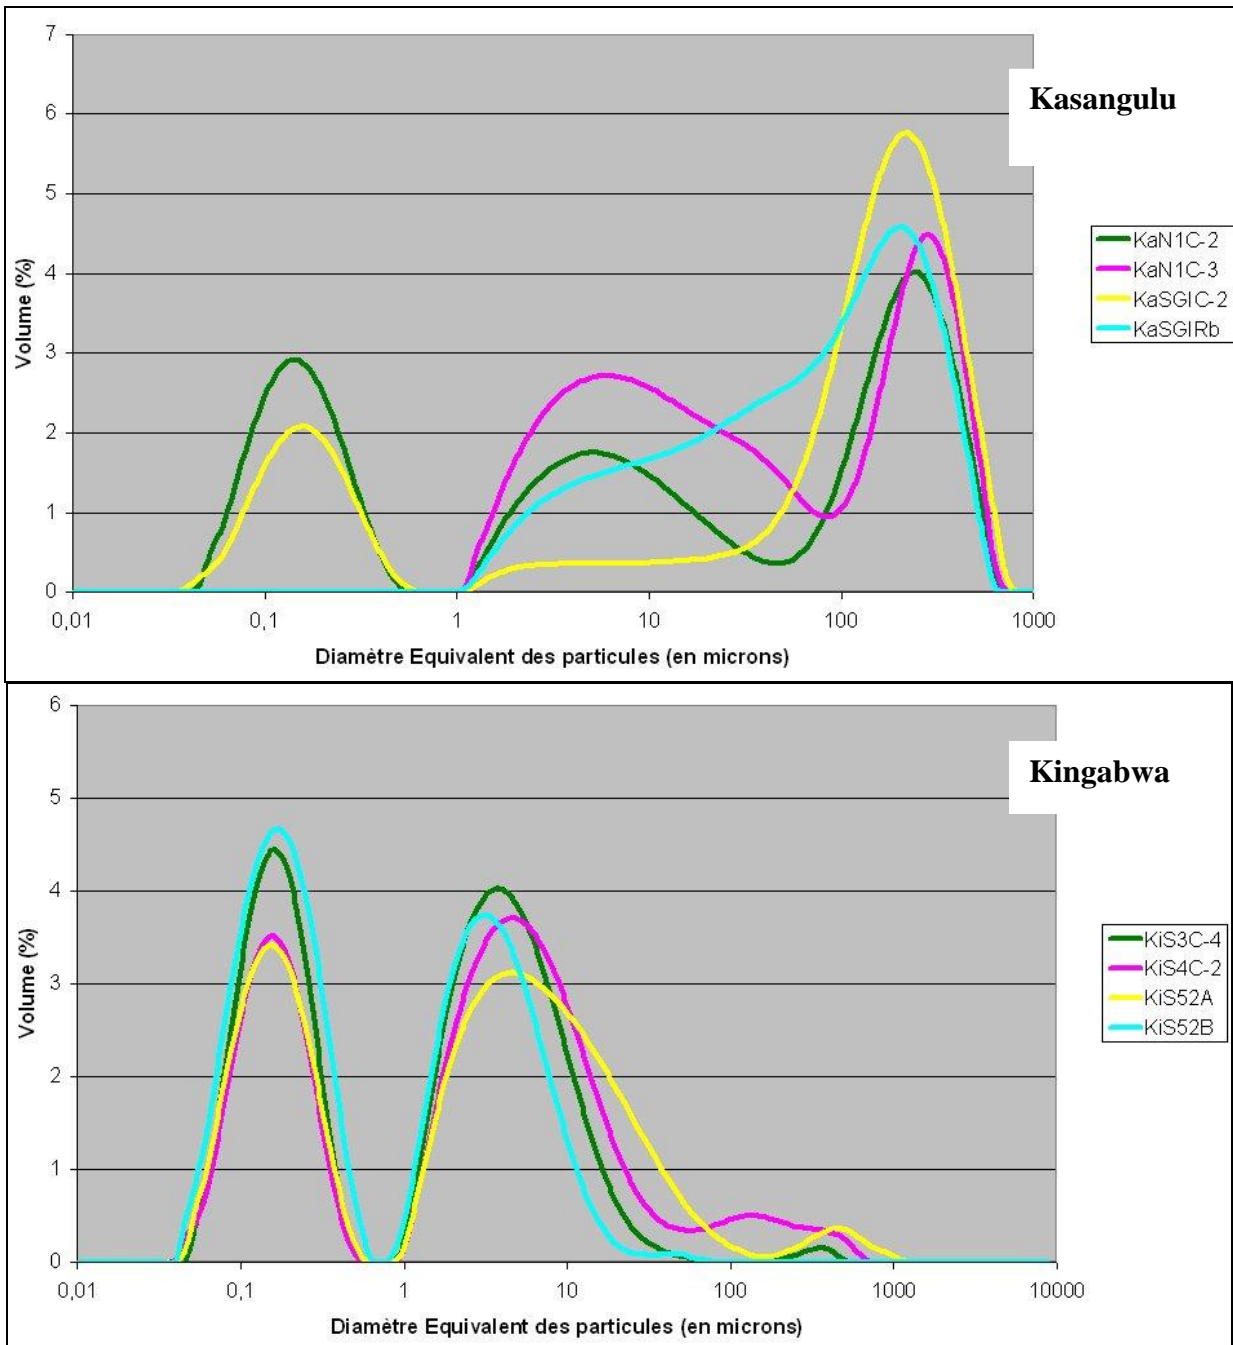 7
6
5
4
3
2
1
0
Volume (%)
0,01 0,1 1 10 100 1000
Diamètre Equivalent des particules (en microns)
Kasangulu
KaN1C-2
KaN1C-3
KaSGIC-2
KaSGIRb
6
5
4
3
2
1
0
Volume (%)
0,01 0,1 1 10 100 1000 10000
Diamètre Equivalent des particules (en microns)
Kingabwa
KiS3C-4
KiS4C-2
KiS52A
KiS52B